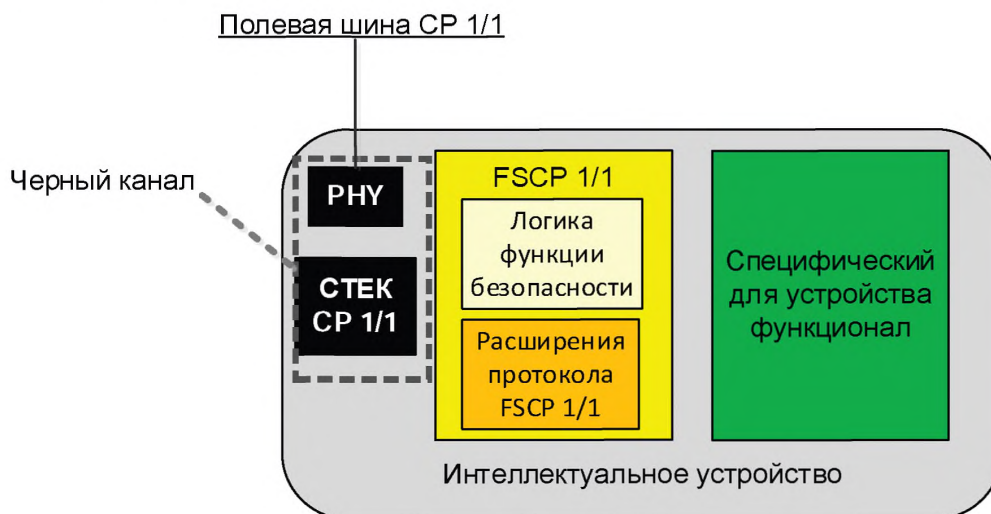 Полевая шина CP 1/1
Черный канал
PHY
СТЕК
CP 1/1
FSCP 1/1
Логика
функции
безопасности
Расширения
протокола
FSCP 1/1
Специфический
для устройства
функционал
Интеллектуальное устройство